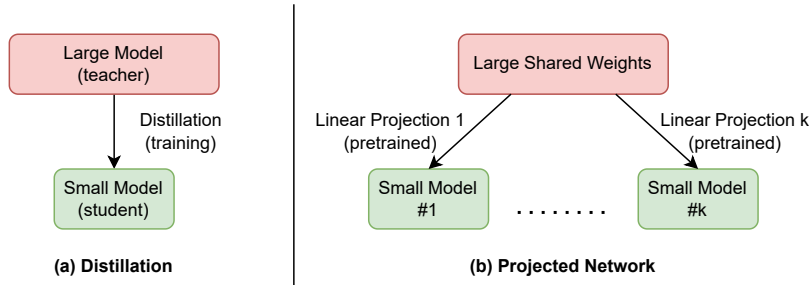 Large Model
(teacher)
Distillation
(training)
Small Model
(student)
(a) Distillation
Large Shared Weights
Linear Projection 1
(pretrained)
Linear Projection k
(pretrained)
Small Model
#1
. . . . . . . .
Small Model
#k
(b) Projected Network